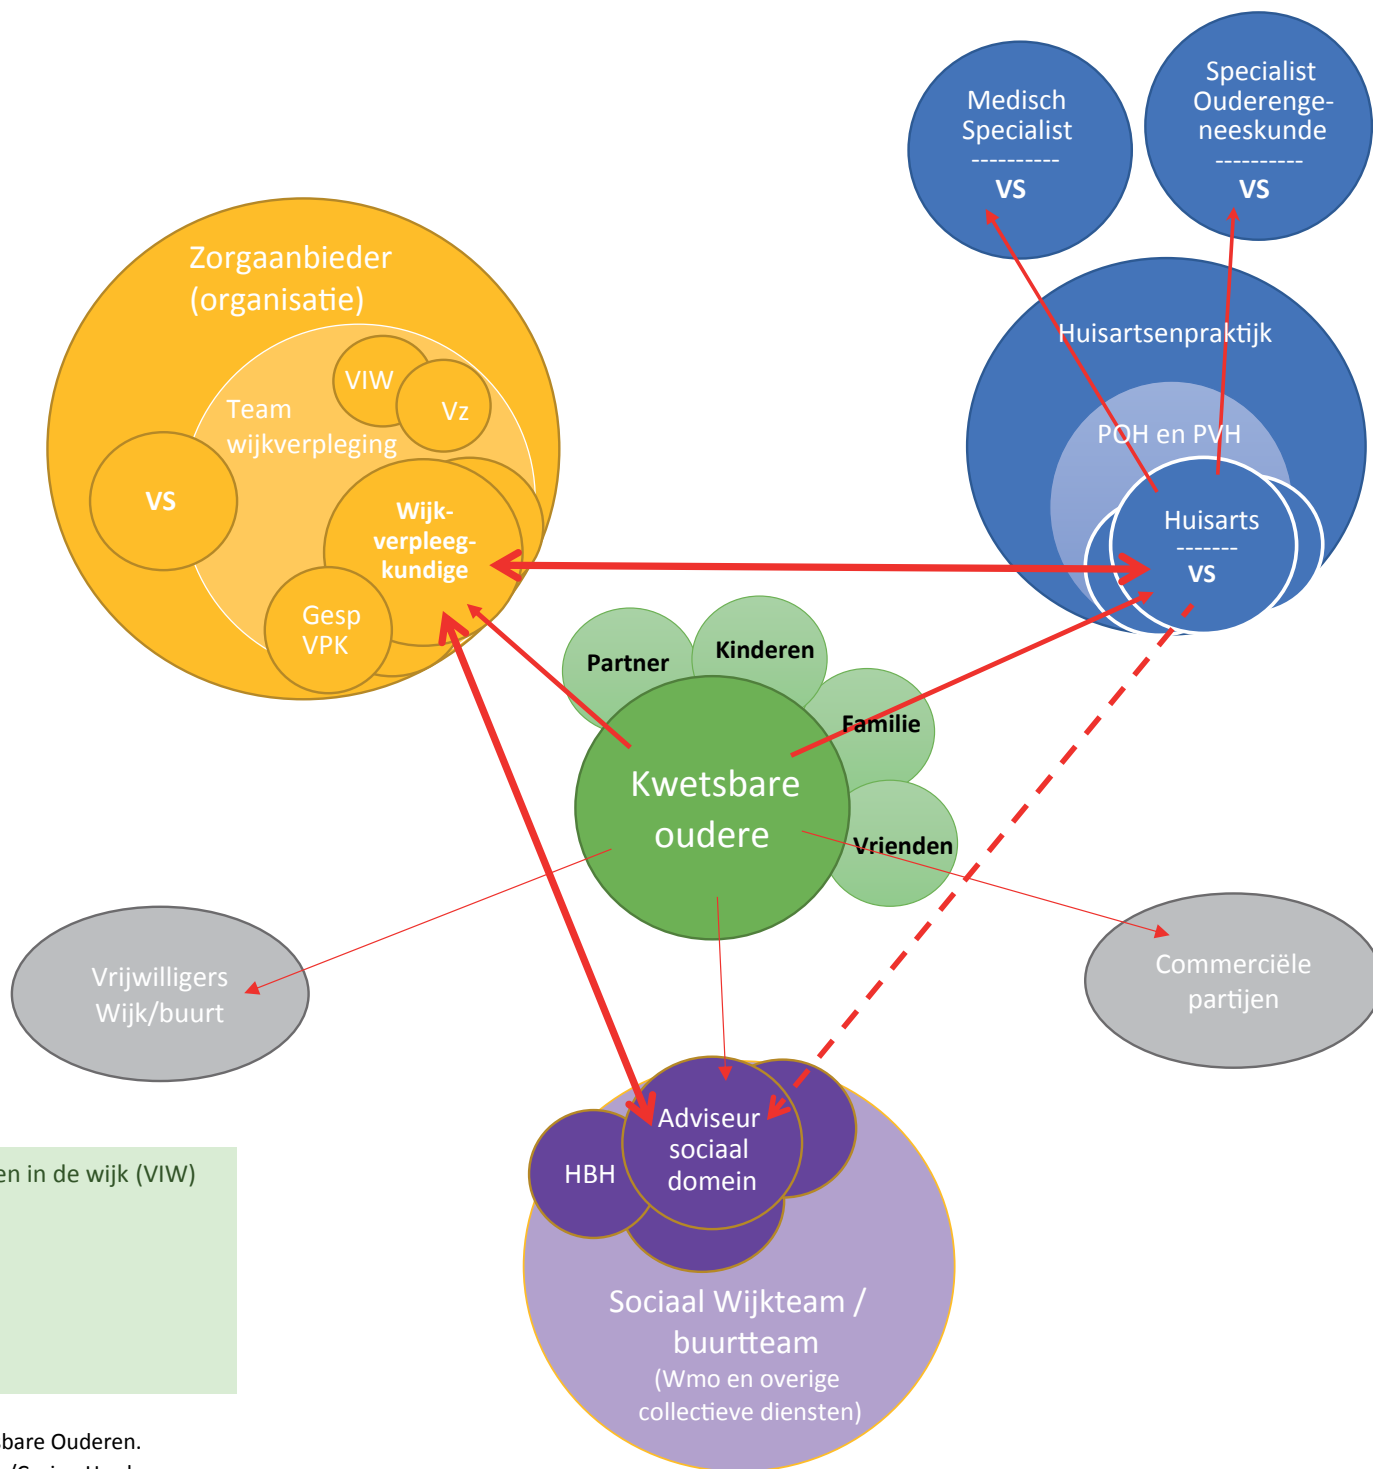 Specialist
Ouderenge-
neeskunde
----------
VS
Medisch
Specialist
----------
VS
Zorgaanbieder
(organisatie)
Huisartsenpraktijk
VIW
Vz
Team
wijkverpleging
POH en PVH
VS
Wijk-
verpleeg-
kundige
Huisarts
-------
VS
Gesp
VPK
Partner
Kinderen
Familie
Kwetsbare
oudere
Vrienden
Vrijwilligers
Wijk/buurt
Commerciële
partijen
Adviseur
sociaal
domein
HBH
en in de wijk (VIW)
Sociaal Wijkteam /
buurtteam
(Wmo en overige
collectieve diensten)
sbare Ouderen.